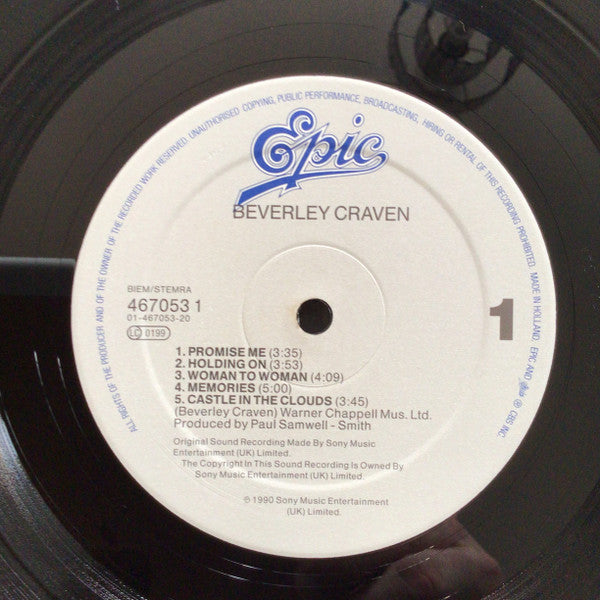 ALL RIGHTS OF THE PRODUCER AND OF THE OWNER OF THE RECORDED WORK RESERVED. UNAUTHORISED COPYING, PUBLIC PERFORMANCE, BROADCASTING, HIRING OR RENTAL OF THIS RECORDING PROHIBITED. MADE IN HOLLAND. EPIC AND epic ® CBS INC.
Epic
BEVERLEY CRAVEN
BIEM/STEMRA
467053 1
01-467053-20
LC 0199
1
1. PROMISE ME (3:35)
2. HOLDING ON (3:53)
3. WOMAN TO WOMAN (4:09)
4. MEMORIES (5:00)
5. CASTLE IN THE CLOUDS (3:45)
(Beverley Craven) Warner Chappell Mus. Ltd.
Produced by Paul Samwell - Smith
Original Sound Recording Made By Sony Music
Entertainment (UK) Limited.
The Copyright In This Sound Recording Is Owned By
Sony Music Entertainment (UK) Limited.
℗ 1990 Sony Music Entertainment
(UK) Limited.